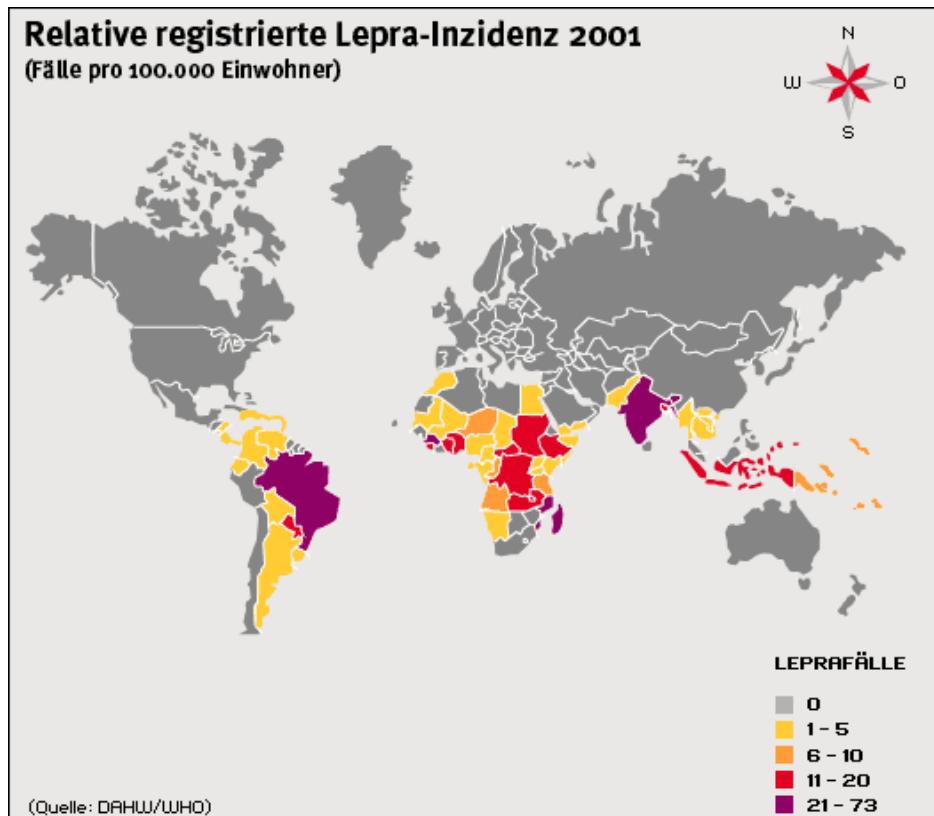 Relative registrierte Lepra-Inzidenz 2001
(Fälle pro 100.000 Einwohner)
N
W O
S
LEPRAFÄLLE
0
1 - 5
6 - 10
11 - 20
21 - 73
(Quelle: DAHW/WHO)